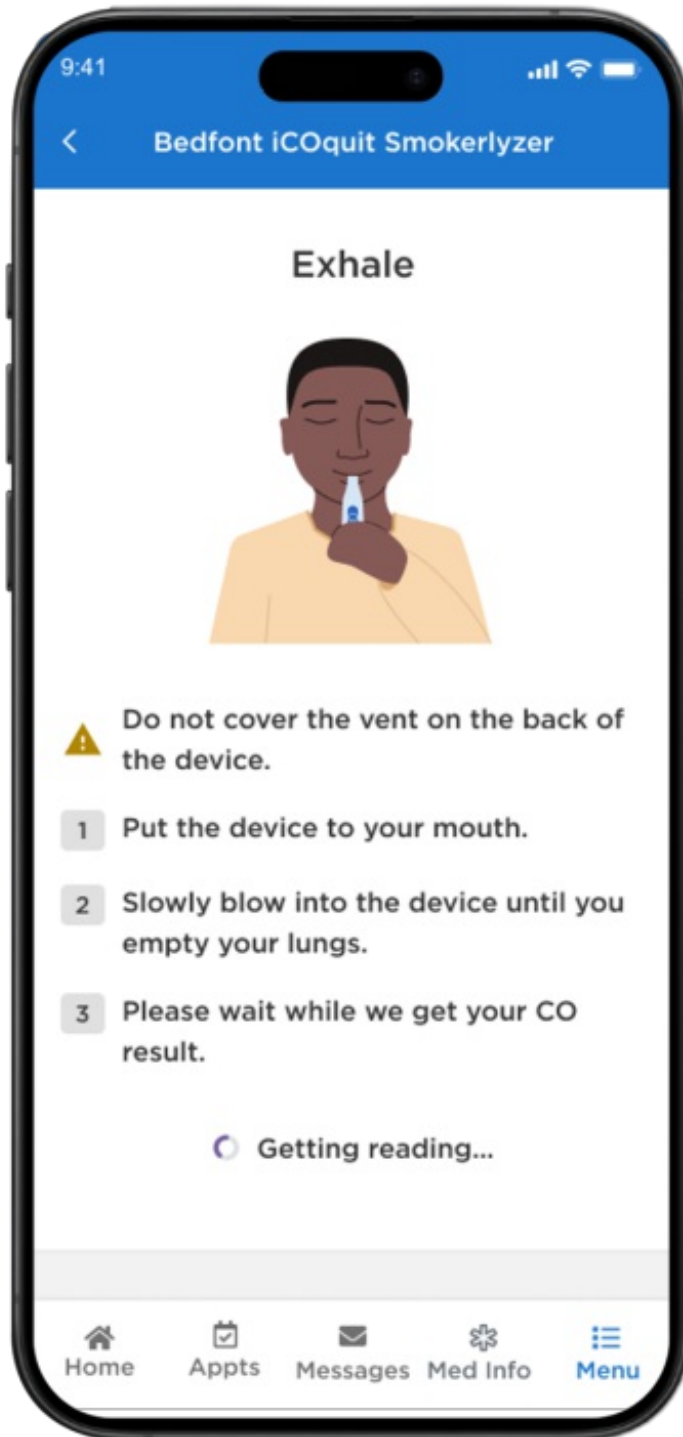 9:41
Bedfont iCOquit Smokerlyzer
Exhale
Do not cover the vent on the back of
the device.
1 Put the device to your mouth.
2 Slowly blow into the device until you
empty your lungs.
3 Please wait while we get your CO
result.
Getting reading...
Home Appts Messages Med Info Menu